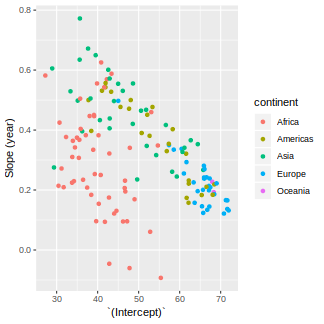 0.8
0.6
0.4
0.2
0.0
Slope (year)
30
40
50
60
70
`(Intercept)`
continent
Africa
Americas
Asia
Europe
Oceania